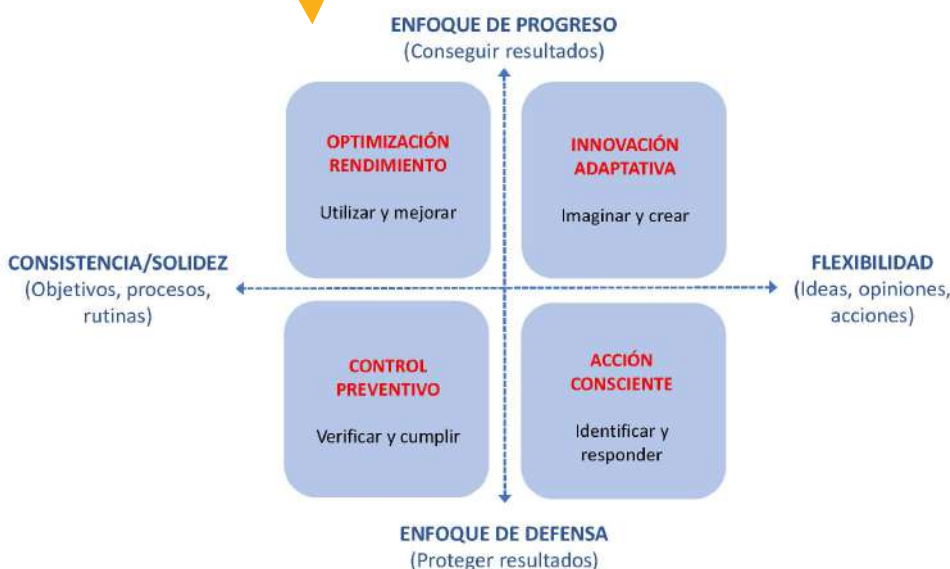 ENFOQUE DE PROGRESO
(Conseguir resultados)
OPTIMIZACIÓN
RENDIMIENTO
Utilizar y mejorar
INNOVACIÓN
ADAPTATIVA
Imaginar y crear
CONSISTENCIA/SOLIDEZ
(Objetivos, procesos,
rutinas)
FLEXIBILIDAD
(Ideas, opiniones,
acciones)
CONTROL
PREVENTIVO
Verificar y cumplir
ACCIÓN
CONSCIENTE
Identificar y
responder
ENFOQUE DE DEFENSA
(Proteger resultados)